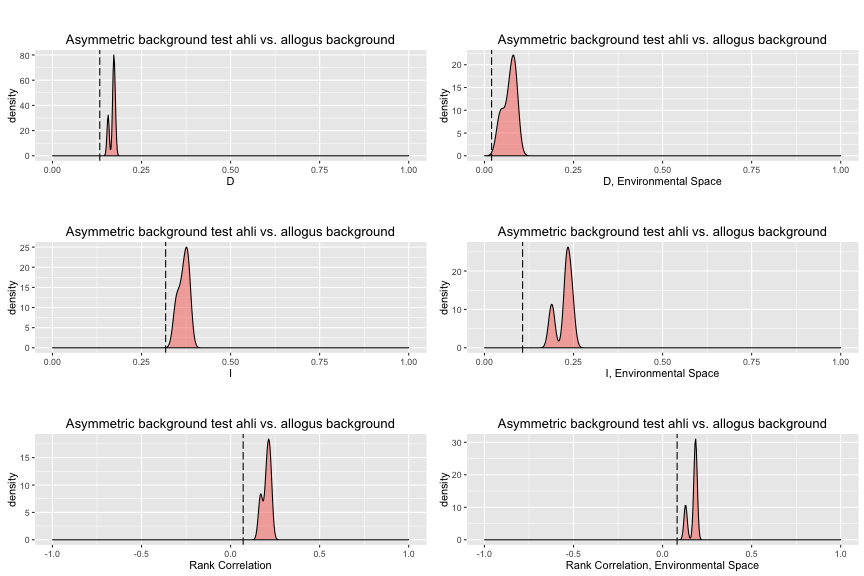 Asymmetric background test ahli vs. allogus background
density
80
60
40
20
0
0.00 0.25 0.50 0.75 1.00
D
Asymmetric background test ahli vs. allogus background
density
20
15
10
5
0
0.00 0.25 0.50 0.75 1.00
D, Environmental Space
Asymmetric background test ahli vs. allogus background
density
25
20
15
10
5
0
0.00 0.25 0.50 0.75 1.00
I
Asymmetric background test ahli vs. allogus background
density
20
10
0
0.00 0.25 0.50 0.75 1.00
I, Environmental Space
Asymmetric background test ahli vs. allogus background
density
15
10
5
0
-1.0 -0.5 0.0 0.5 1.0
Rank Correlation
Asymmetric background test ahli vs. allogus background
density
30
20
10
0
-1.0 -0.5 0.0 0.5 1.0
Rank Correlation, Environmental Space